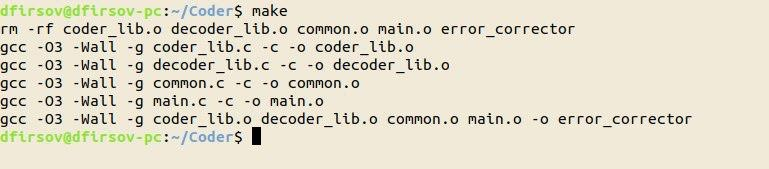 dfirsov@dfirsov-pc:~/Coder$ make
rm -rf coder_lib.o decoder_lib.o common.o main.o error_corrector
gcc -O3 -Wall -g coder_lib.c -c -o coder_lib.o
gcc -O3 -Wall -g decoder_lib.c -c -o decoder_lib.o
gcc -O3 -Wall -g common.c -c -o common.o
gcc -O3 -Wall -g main.c -c -o main.o
gcc -O3 -Wall -g coder_lib.o decoder_lib.o common.o main.o -o error_corrector
dfirsov@dfirsov-pc:~/Coder$